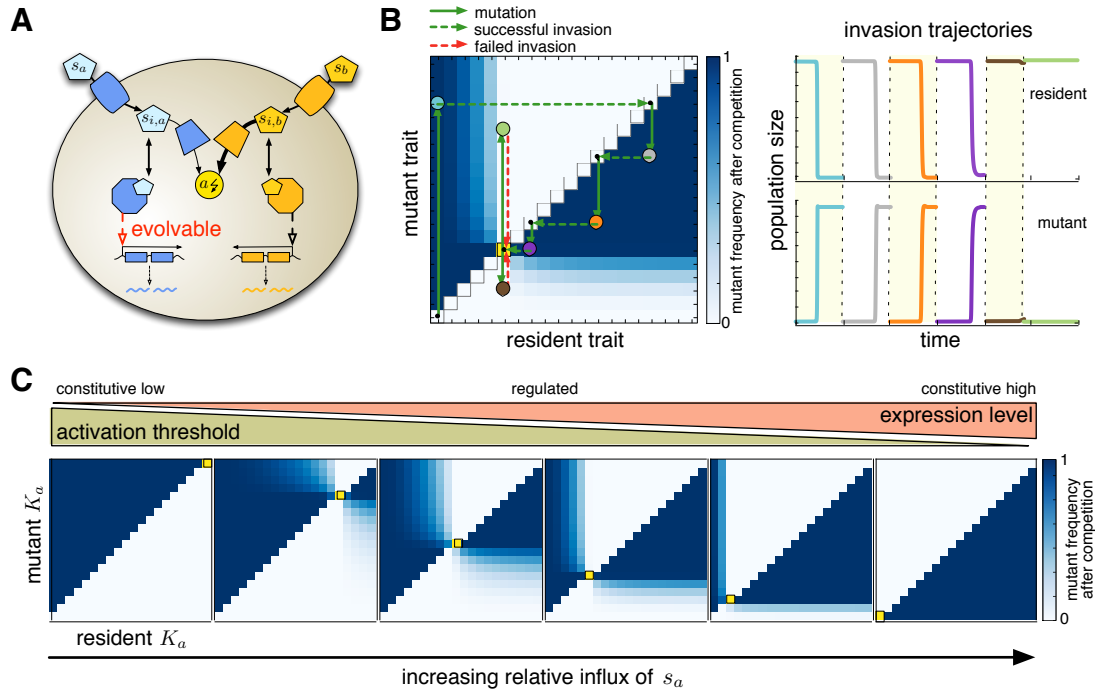 A
s_a
s_b
s_{i,a}
s_{i,b}
a
evolvable
B
mutation
successful invasion
failed invasion
mutant trait
resident trait
1
0
mutant frequency after competition
invasion trajectories
resident
mutant
population size
time
C
constitutive low
regulated
constitutive high
expression level
activation threshold
mutant K_a
resident K_a
1
0
mutant frequency
after competition
increasing relative influx of s_a